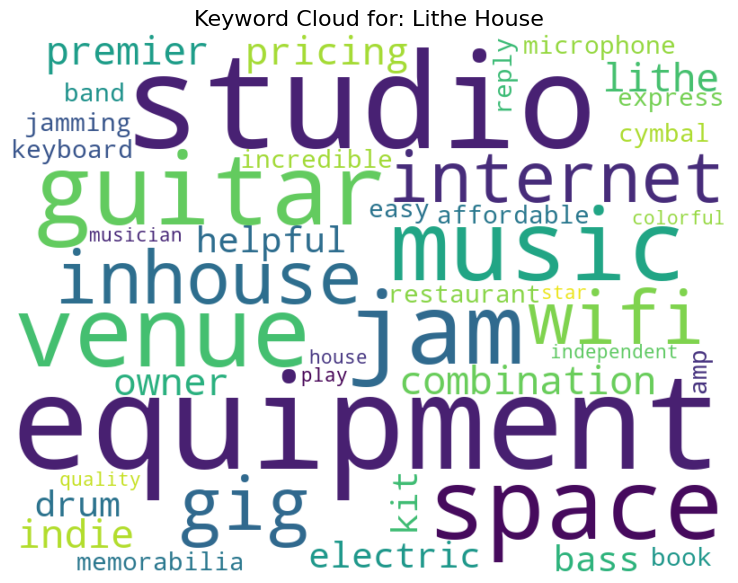 Keyword Cloud for: Lithe House
premier
pricing
studio
reply
microphone
lithe
band
express
jamming
cymbal
keyboard
guitar
incredible
internet
easy
affordable
colorful
musician
helpful
music
inhouse
restaurant
star
wifi
venue
jam
house
play
independent
amp
owner
combination
equipment
quality
drum
gig
kit
space
indie
memorabilia
electric
bass
book